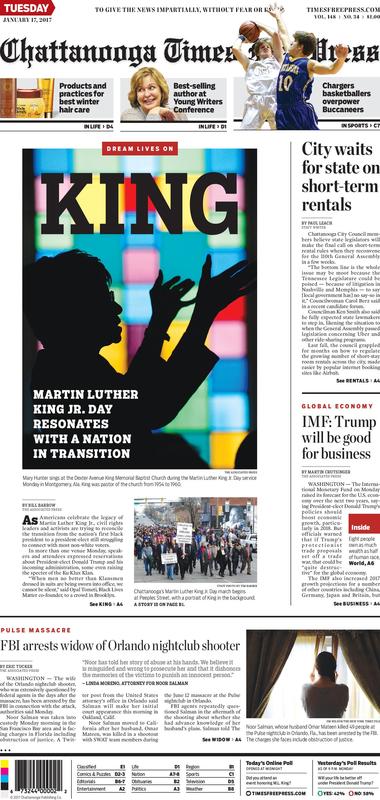 TUESDAY
JANUARY 17, 2017
TO GIVE THE NEWS IMPARTIALLY, WITHOUT FEAR OR
TIMESFREEPRESS.COM
VOL. 148 • NO. 34 • $1.00
Chattanooga Times Press
Products and
practices for
best winter
hair care
IN LIFE > D4
Best-selling
author at
Young Writers
Conference
IN LIFE > D1
Chargers
basketballers
overpower
Buccaneers
IN SPORTS > C7
DREAM LIVES ON
KING
MARTIN LUTHER
KING JR. DAY
RESONATES
WITH A NATION
IN TRANSITION
THE ASSOCIATED PRESS
Mary Hunter sings at the Dexter Avenue King Memorial Baptist Church during the Martin Luther King Jr. Day service
Monday in Montgomery, Ala. King was pastor of the church from 1954 to 1960.
BY BILL BARROW
THE ASSOCIATED PRESS
As Americans celebrate the legacy of
Martin Luther King Jr., civil rights
leaders and activists are trying to reconcile
the transition from the nation's first black
president to a president-elect still struggling
to connect with most non-white voters.
In more than one venue Monday, speak-
ers and attendees expressed reservations
about President-elect Donald Trump and his
incoming administration, some even raising
the specter of the Ku Klux Klan.
"When men no better than Klansmen
dressed in suits are being sworn into office, we
cannot be silent," said Opal Tometi, Black Lives
See KING > A4
Chattanooga's Martin Luther King Jr. Day march begins
at Peoples Street, with a portrait of King in the background.
A STORY IS ON PAGE B1.
City waits
for state on
short-term
rentals
BY PAUL LEACH
STAFF WRITER
Chattanooga City Council mem-
bers believe state legislators will
make the final call on short-term
rental rules when they reconvene
for the 110th General Assembly
in a few weeks.
"The bottom line is the whole
issue may be moot because the
Tennessee Legislature could be
poised — because of litigation in
Nashville and Memphis — to say
[local government has] no say-so in
it," Councilwoman Carol Berz said
in a recent candidate forum.
Councilman Ken Smith also said
he fully expected state lawmakers
to step in, likening the situation to
when the General Assembly passed
legislation concerning Uber and
other ride-sharing programs.
Last fall, the council grappled
for months on how to regulate
the growing number of short-stay
room rentals across the city, made
easier by popular internet booking
sites like Airbnb.
See RENTALS > A4
GLOBAL ECONOMY
IMF: Trump
will be good
for business
BY MARTIN CRUTSINGER
THE ASSOCIATED PRESS
WASHINGTON — The Interna-
tional Monetary Fund on Monday
raised its forecast for the U.S. econ-
omy over the next two years, say-
ing President-elect Donald Trump's
policies should
boost economic
growth, particu-
larly in 2018. But
officials warned
that if Trump's
protectionist
trade proposals
set off a trade
war, that could be
"quite destruc-
tive" for the global economy.
Inside
Eight people
own as much
wealth as half
of human race.
World, A6
The IMF also increased 2017
growth projections for a number
of other countries including China,
Germany, Japan and Britain, but
See BUSINESS > A4
PULSE MASSACRE
FBI arrests widow of Orlando nightclub shooter
BY ERIC TUCKER
THE ASSOCIATED PRESS
WASHINGTON — The wife
of the Orlando nightclub shooter,
who was extensively questioned by
federal agents in the days after the
massacre, has been arrested by the
FBI in connection with the attack,
authorities said Monday.
Noor Salman was taken into
custody Monday morning in the
San Francisco Bay area and is fac-
ing charges in Florida including
obstruction of justice. A Twit-
"Noor has told her story of abuse at his hands. We believe it
is misguided and wrong to prosecute her and that it dishonors
the memories of the victims to punish an innocent person."
– LINDA MORENO, ATTORNEY FOR NOOR SALMAN
ter post from the United States
attorney's office in Orlando said
Salman will make her initial
court appearance this morning in
Oakland, Calif.
Noor Salman moved to Cali-
fornia after her husband, Omar
Mateen, was killed in a shootout
with SWAT team members during
the June 12 massacre at the Pulse
nightclub in Orlando.
FBI agents repeatedly ques-
tioned Salman in the aftermath of
the shooting about whether she
had advance knowledge of her
husband's plans. Salman told The
See WIDOW > A4
Noor Salman, whose husband Omar Mateen killed 49 people at
the Pulse nightclub in Orlando, Fla., has been arrested by the FBI.
The charges she faces include obstruction of justice.
Classified E1
Comics & Puzzles D2-3
Editorials B6-7
Entertainment A2
Life D1
Nation A7-8
Obituaries B2
Politics A3
Region B1
Sports C1
Television D5
Weather B8
Today's Online Poll
Did you attend an
event honoring MLK King?
TIMESFREEPRESS.COM
Yesterday's Poll Results
Will your life be better off
under President Donald Trump?
YES: 42% NO: 58%